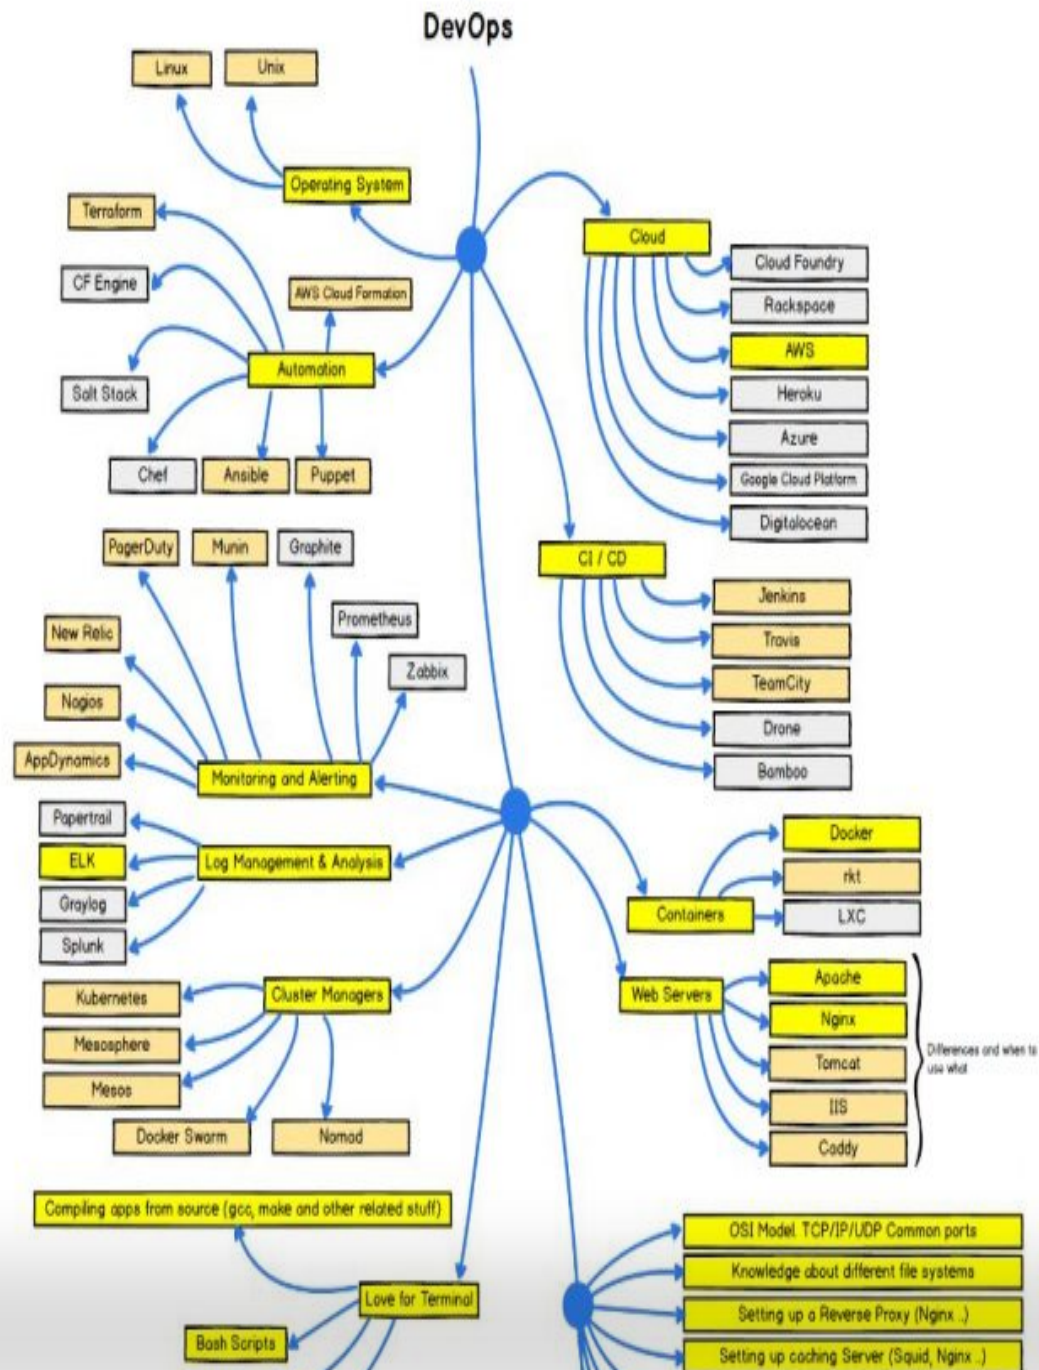 DevOps
Linux
Unix
Operating System
Terraform
CF Engine
AWS Cloud Formation
Automation
Salt Stack
Chef
Ansible
Puppet
Cloud
Cloud Foundry
Rackspace
AWS
Heroku
Azure
Google Cloud Platform
Digitalocean
CI / CD
Jenkins
Travis
TeamCity
Drone
Bamboo
PagerDuty
Munin
Graphite
Prometheus
Zabbix
New Relic
Nagios
AppDynamics
Monitoring and Alerting
Papertrail
ELK
Graylog
Splunk
Log Management & Analysis
Containers
Docker
rkt
LXC
Web Servers
Apache
Nginx
Tomcat
IIS
Caddy
Differences and when to
use what
Cluster Managers
Kubernetes
Mesosphere
Mesos
Docker Swarm
Nomad
Compiling apps from source (gcc, make and other related stuff)
Love for Terminal
Bash Scripts
OSI Model. TCP/IP/UDP Common ports
Knowledge about different file systems
Setting up a Reverse Proxy (Nginx ..)
Setting up caching Server (Squid, Nginx ..)